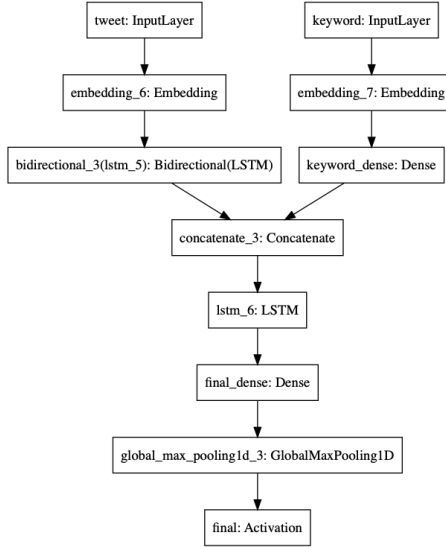 tweet: InputLayer
keyword: InputLayer
embedding_6: Embedding
embedding_7: Embedding
bidirectional_3(lstm_5): Bidirectional(LSTM)
keyword_dense: Dense
concatenate_3: Concatenate
lstm_6: LSTM
final_dense: Dense
global_max_pooling1d_3: GlobalMaxPooling1D
final: Activation